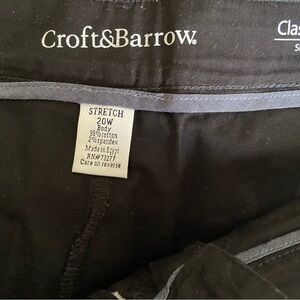 Croft&Barrow®
Clas
STRETCH
20W
Body
98%cotton
2%spandex
Made in Egypt
RN#73277
Care on reverse